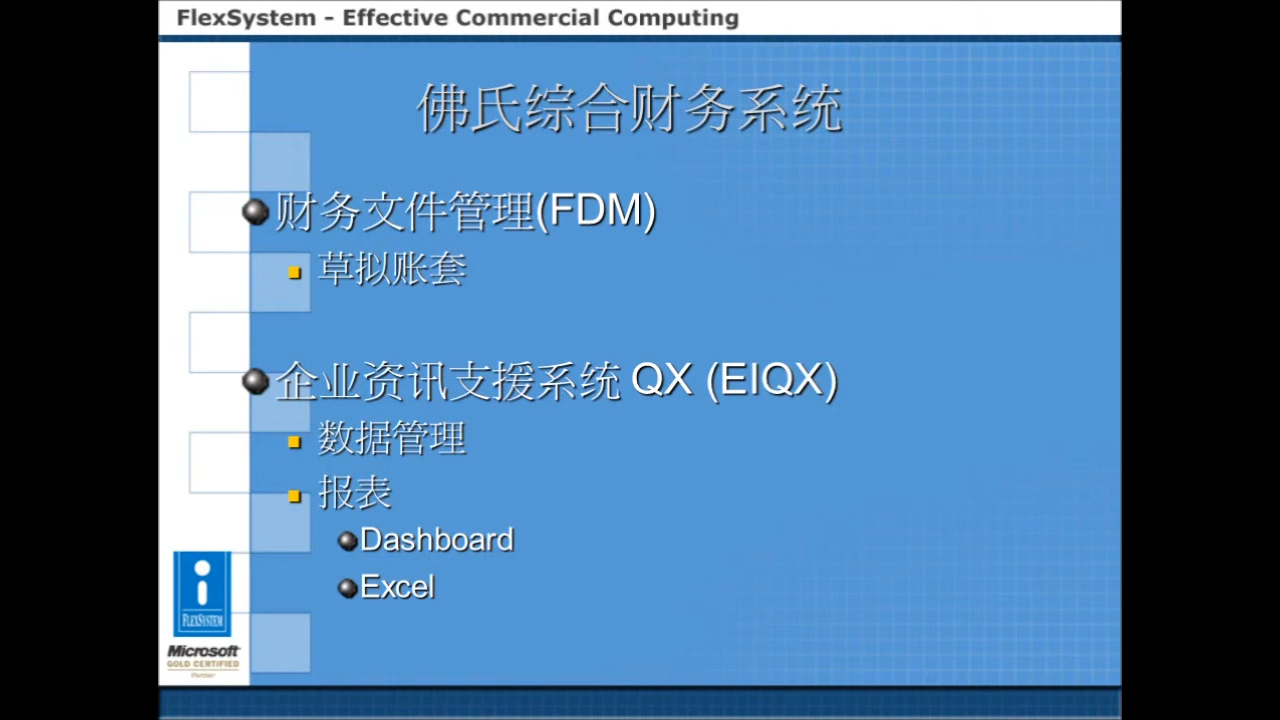 FlexSystem - Effective Commercial Computing
佛氏综合财务系统
财务文件管理(FDM)
草拟账套
企业资讯支援系统 QX (EIQX)
数据管理
报表
Dashboard
Excel
FLEXSYSTEM
Microsoft
GOLD CERTIFIED
Partner